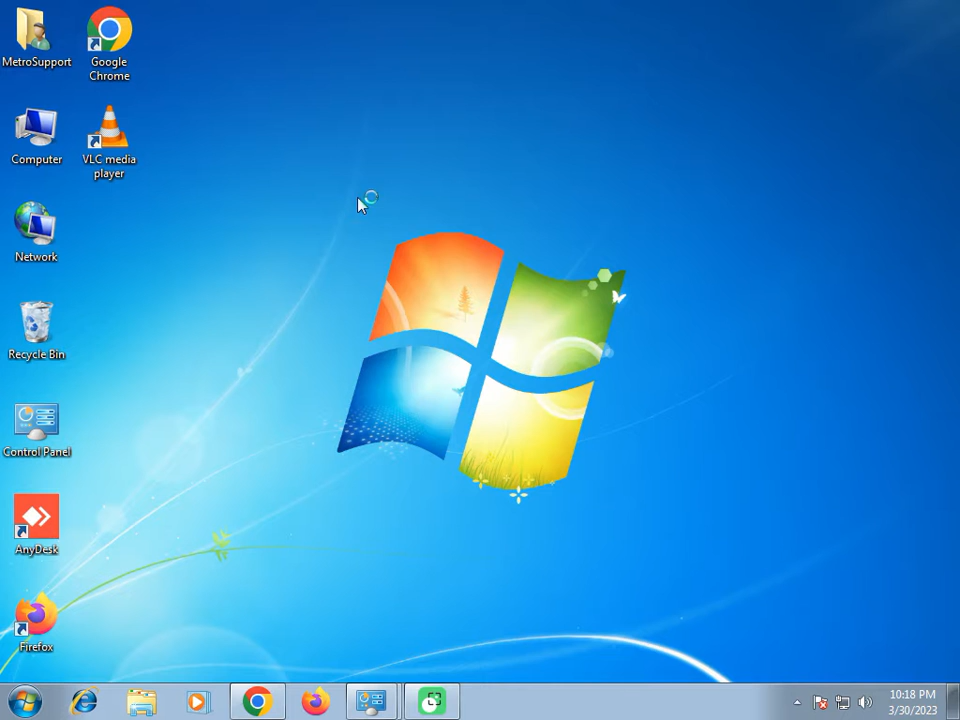 MetroSupport
Google
Chrome
Computer
VLC media
player
Network
Recycle Bin
Control Panel
AnyDesk
Firefox
10:18 PM
3/30/2023